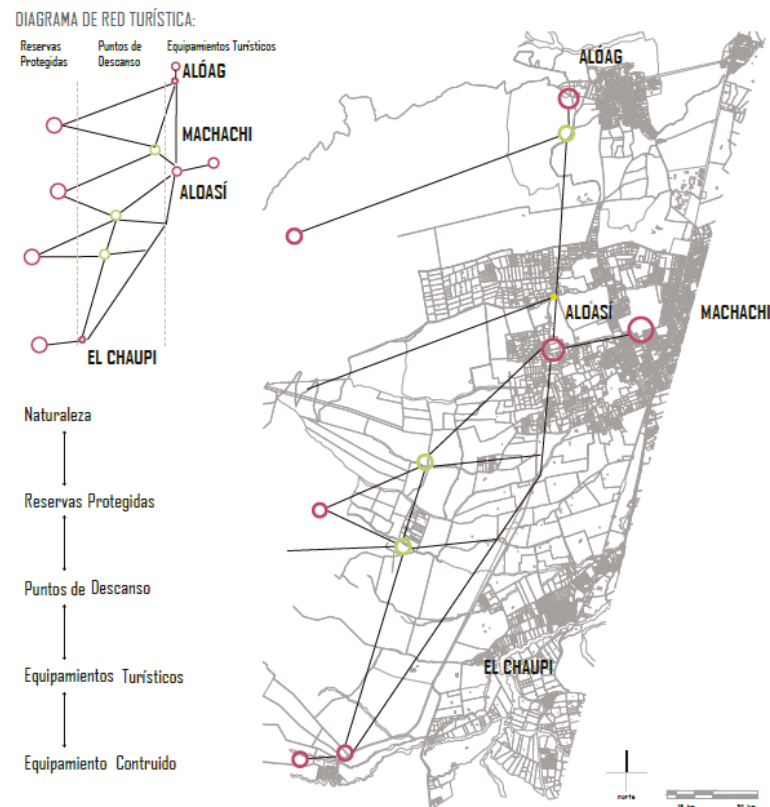 DIAGRAMA DE RED TURÍSTICA:
Reservas Protegidas
Puntos de Descanso
Equipamientos Turísticos
ALÓAG
MACHACHI
ALOASÍ
EL CHAUPI
Naturaleza
Reservas Protegidas
Puntos de Descanso
Equipamientos Turísticos
Equipamiento Contruido
ALÓAG
ALOASÍ
MACHACHI
EL CHAUPI
norte